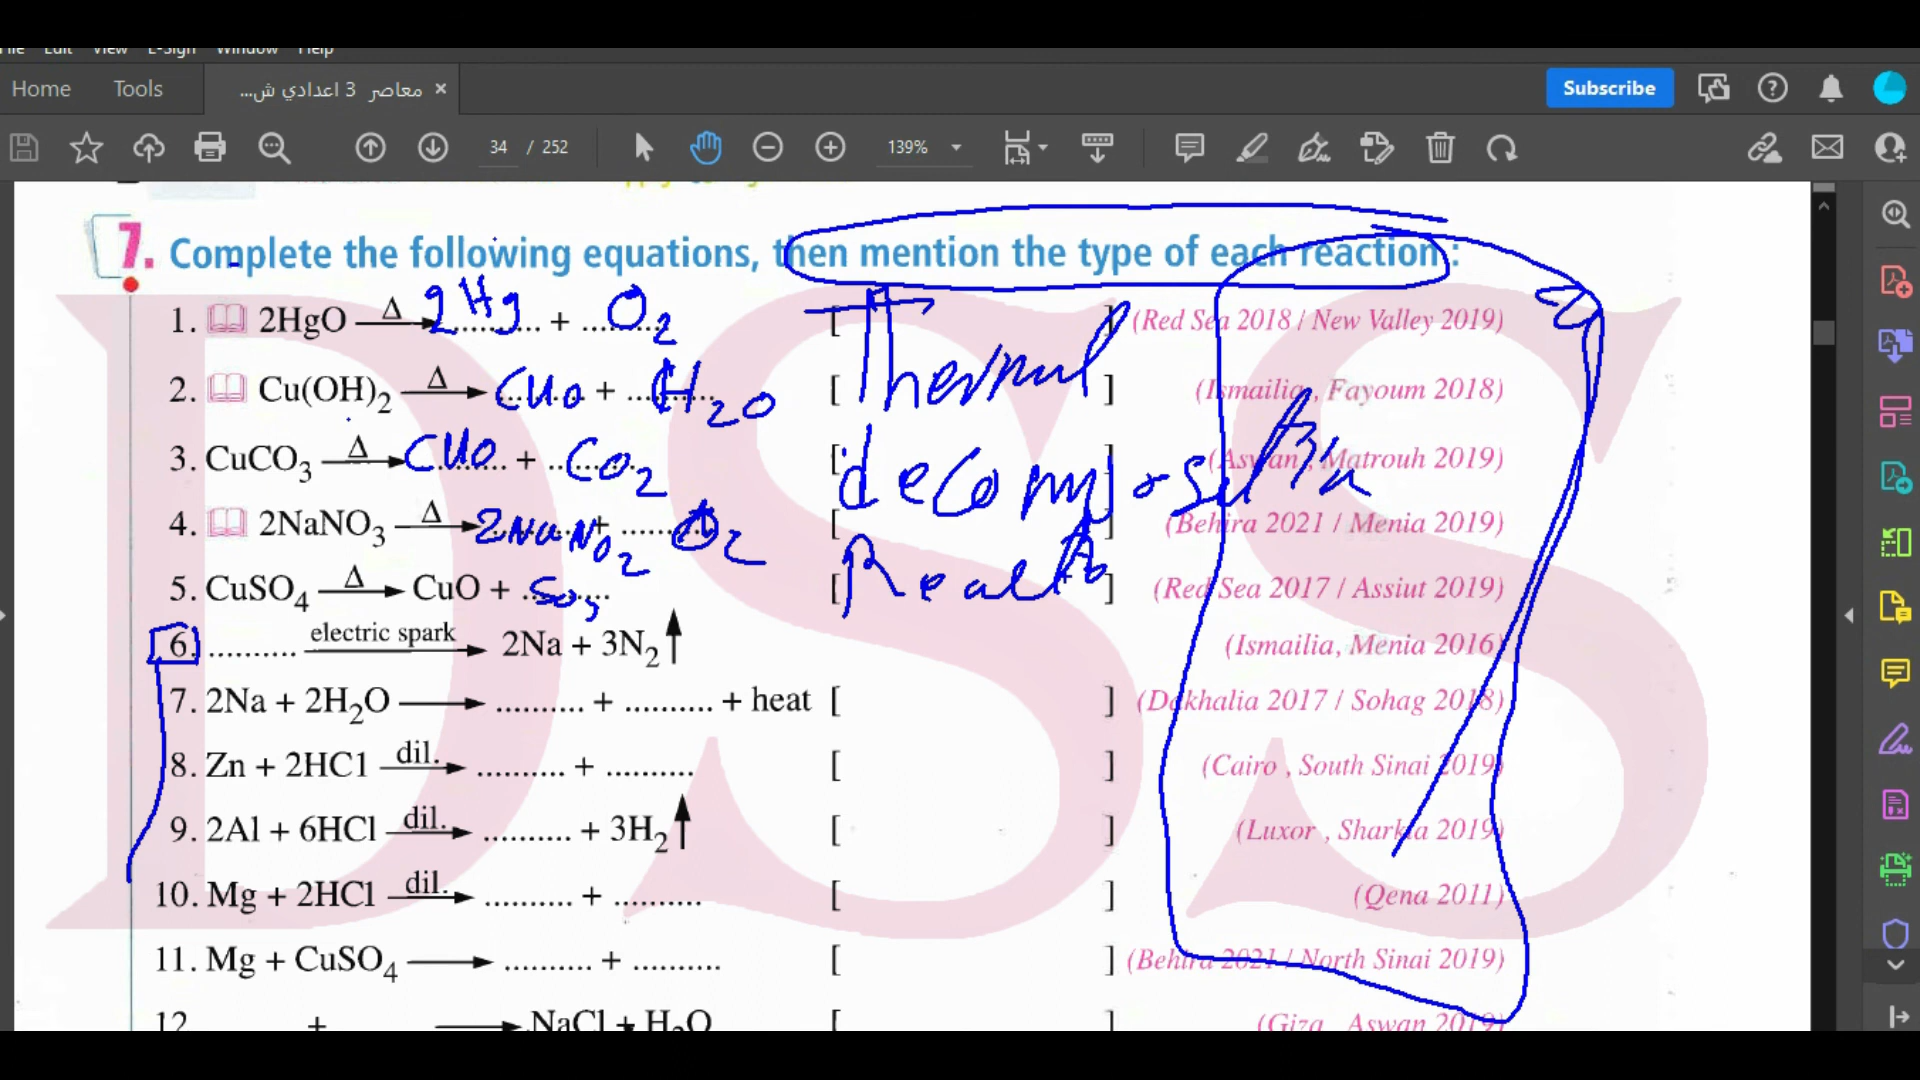 File Edit View E-Sign Window Help
Home Tools معاصر 3 اعدادي ش... × Subscribe
34 / 252 139%
7. Complete the following equations, then mention the type of each reaction :
1. 2HgO —Δ→ 2Hg + O2 [ Thermal ] (Red Sea 2018 / New Valley 2019)
2. Cu(OH)2 —Δ→ CuO + H2O [ ] (Ismailia, Fayoum 2018)
3. CuCO3 —Δ→ CuO + CO2 [ ] (Aswan, Matrouh 2019)
4. 2NaNO3 —Δ→ 2NaNO2 + O2 [ ] (Behira 2021 / Menia 2019)
5. CuSO4 —Δ→ CuO + SO3 [ ] (Red Sea 2017 / Assiut 2019)
6. .......... —electric spark→ 2Na + 3N2↑ (Ismailia, Menia 2016)
7. 2Na + 2H2O ⟶ .......... + .......... + heat [ ] (Dakhalia 2017 / Sohag 2018)
8. Zn + 2HCl —dil.→ .......... + .......... [ ] (Cairo , South Sinai 2019)
9. 2Al + 6HCl —dil.→ .......... + 3H2↑ [ ] (Luxor , Sharkia 2019)
10. Mg + 2HCl —dil.→ .......... + .......... [ ] (Qena 2011)
11. Mg + CuSO4 ⟶ .......... + .......... [ ] (Behira 2021 / North Sinai 2019)
12 + ⟶ NaCl + H2O [ ] (Giza , Aswan 2019)
DSS